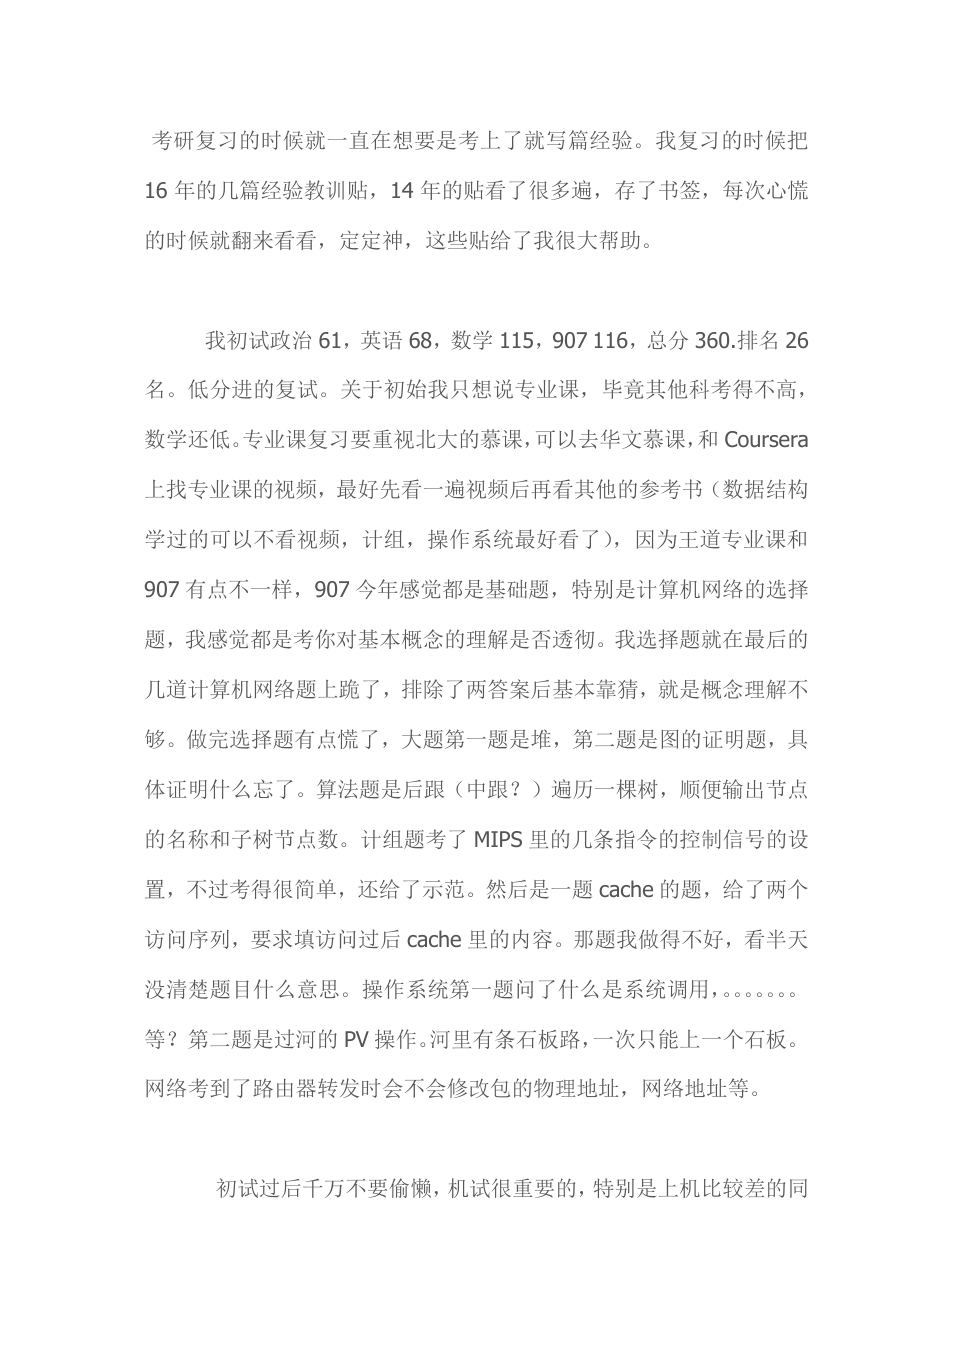 考研复习的时候就一直在想要是考上了就写篇经验。我复习的时候把
16 年的几篇经验教训贴，14 年的贴看了很多遍，存了书签，每次心慌
的时候就翻来看看，定定神，这些贴给了我很大帮助。
我初试政治 61，英语 68，数学 115，907 116，总分 360.排名 26
名。低分进的复试。关于初始我只想说专业课，毕竟其他科考得不高，
数学还低。专业课复习要重视北大的慕课，可以去华文慕课，和 Coursera
上找专业课的视频，最好先看一遍视频后再看其他的参考书（数据结构
学过的可以不看视频，计组，操作系统最好看了），因为王道专业课和
907 有点不一样，907 今年感觉都是基础题，特别是计算机网络的选择
题，我感觉都是考你对基本概念的理解是否透彻。我选择题就在最后的
几道计算机网络题上跪了，排除了两答案后基本靠猜，就是概念理解不
够。做完选择题有点慌了，大题第一题是堆，第二题是图的证明题，具
体证明什么忘了。算法题是后跟（中跟？）遍历一棵树，顺便输出节点
的名称和子树节点数。计组题考了 MIPS 里的几条指令的控制信号的设
置，不过考得很简单，还给了示范。然后是一题 cache 的题，给了两个
访问序列，要求填访问过后 cache 里的内容。那题我做得不好，看半天
没清楚题目什么意思。操作系统第一题问了什么是系统调用，。。。。。。。
等？第二题是过河的 PV 操作。河里有条石板路，一次只能上一个石板。
网络考到了路由器转发时会不会修改包的物理地址，网络地址等。
初试过后千万不要偷懒，机试很重要的，特别是上机比较差的同